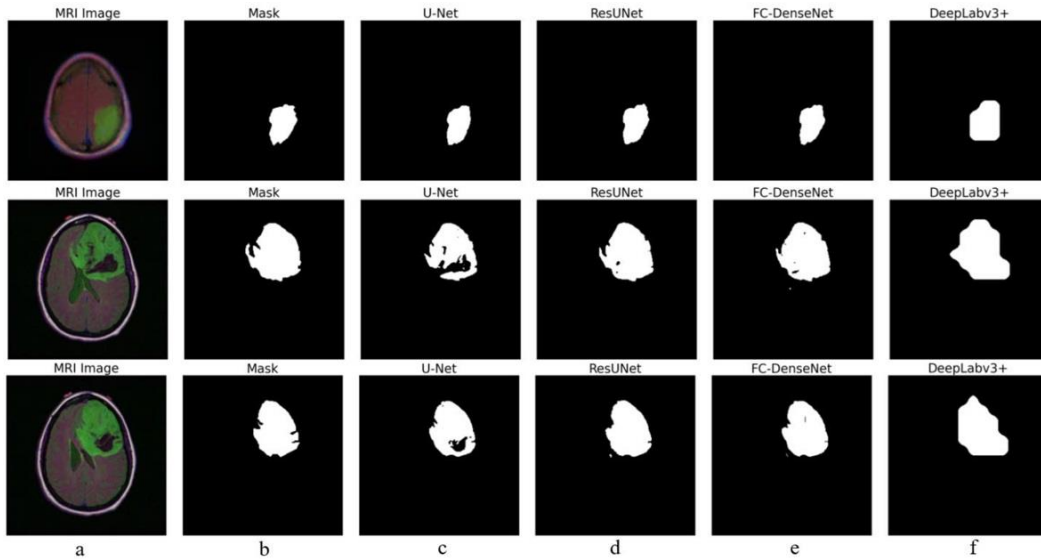 MRI Image Mask U-Net ResUNet FC-DenseNet DeepLabv3+
MRI Image Mask U-Net ResUNet FC-DenseNet DeepLabv3+
MRI Image Mask U-Net ResUNet FC-DenseNet DeepLabv3+
a b c d e f